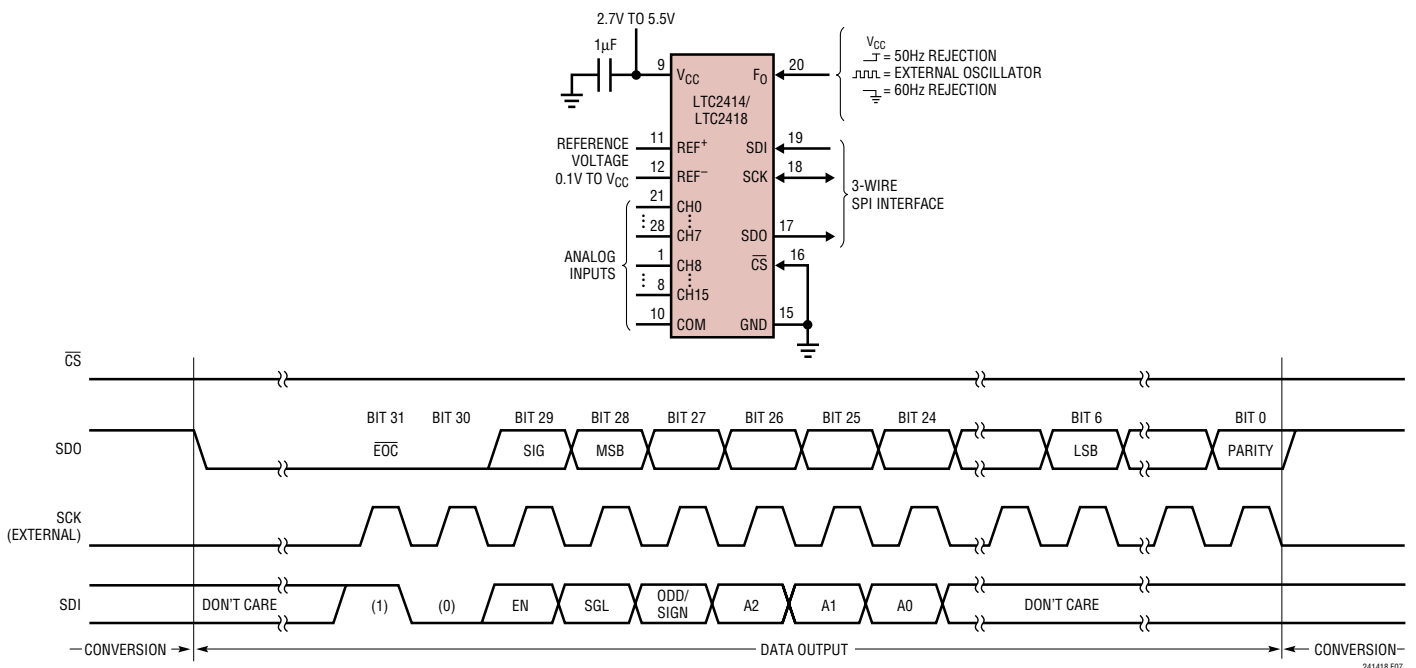 2.7V TO 5.5V
1µF
9
VCC
LTC2414/
LTC2418
FO
20
VCC
= 50Hz REJECTION
= EXTERNAL OSCILLATOR
= 60Hz REJECTION
REFERENCE
VOLTAGE
0.1V TO VCC
11
REF+
12
REF–
SDI
19
SCK
18
3-WIRE
SPI INTERFACE
ANALOG
INPUTS
21
CH0
28
CH7
1
CH8
8
CH15
10
COM
SDO
17
CS
16
GND
15
CS
BIT 31 BIT 30 BIT 29 BIT 28 BIT 27 BIT 26 BIT 25 BIT 24 BIT 6 BIT 0
SDO EOC SIG MSB LSB PARITY
SCK
(EXTERNAL)
SDI DON'T CARE (1) (0) EN SGL ODD/
SIGN A2 A1 A0 DON'T CARE
CONVERSION DATA OUTPUT CONVERSION
241418 F07